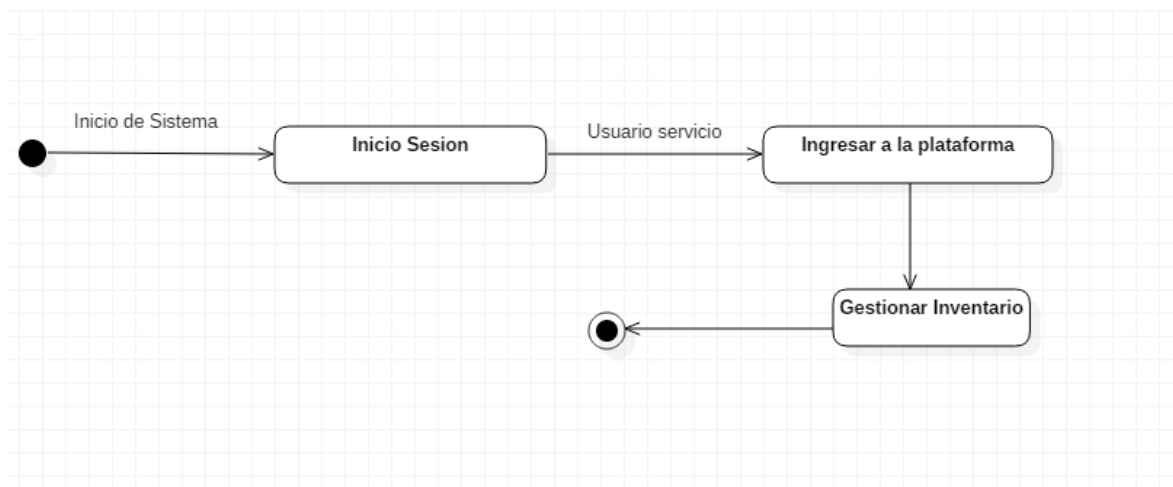 Inicio de Sistema
Inicio Sesion
Usuario servicio
Ingresar a la plataforma
Gestionar Inventario